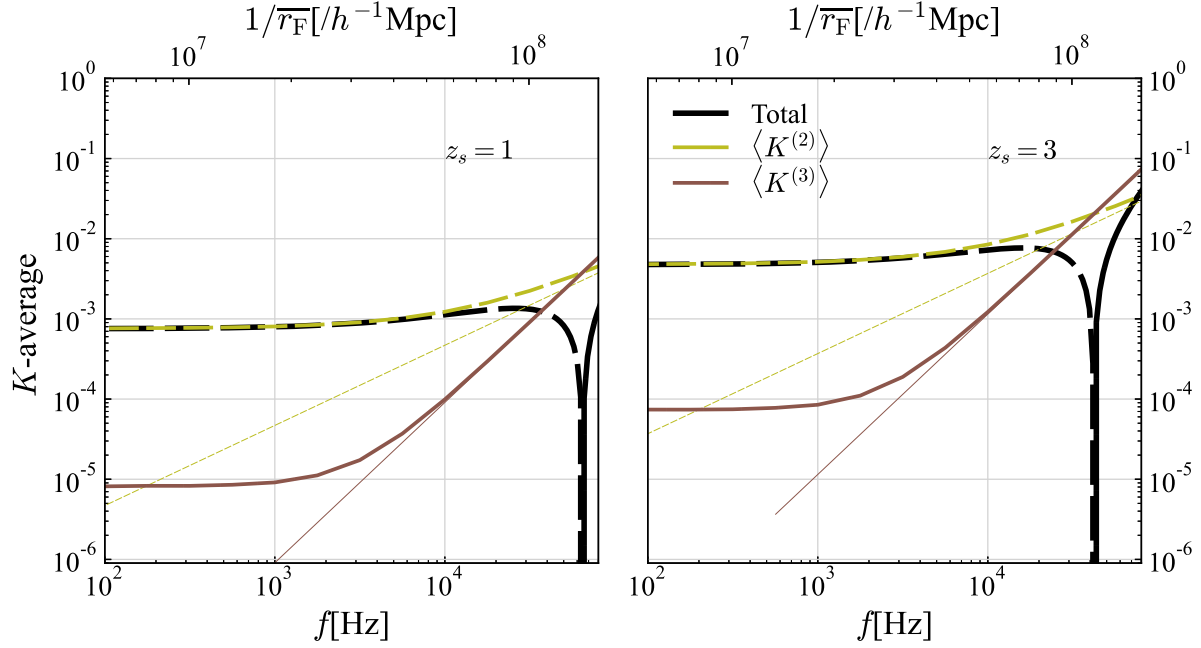 1/r_F[/h⁻¹Mpc] 1/r_F[/h⁻¹Mpc]
10⁷ 10⁸ 10⁷ 10⁸
10⁰ 10⁰
Total
z_s = 1 ⟨K⁽²⁾⟩ z_s = 3
⟨K⁽³⁾⟩
10⁻¹ 10⁻¹
10⁻² 10⁻²
10⁻³ 10⁻³
K-average
10⁻⁴ 10⁻⁴
10⁻⁵ 10⁻⁵
10⁻⁶ 10⁻⁶
10² 10³ 10⁴ 10² 10³ 10⁴
f[Hz] f[Hz]